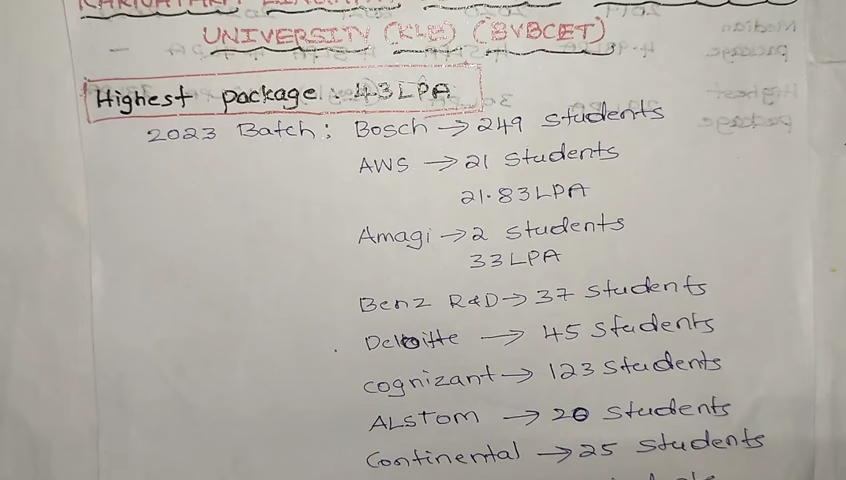 UNIVERSITY (KLE) (BVBCET)
Highest package : 43LPA
2023 Batch: Bosch → 249 students
AWS → 21 students
21.83LPA
Amagi → 2 students
33LPA
Benz R&D → 37 students
Deloitte → 45 students
cognizant → 123 students
ALSTOM → 20 students
Continental → 25 students